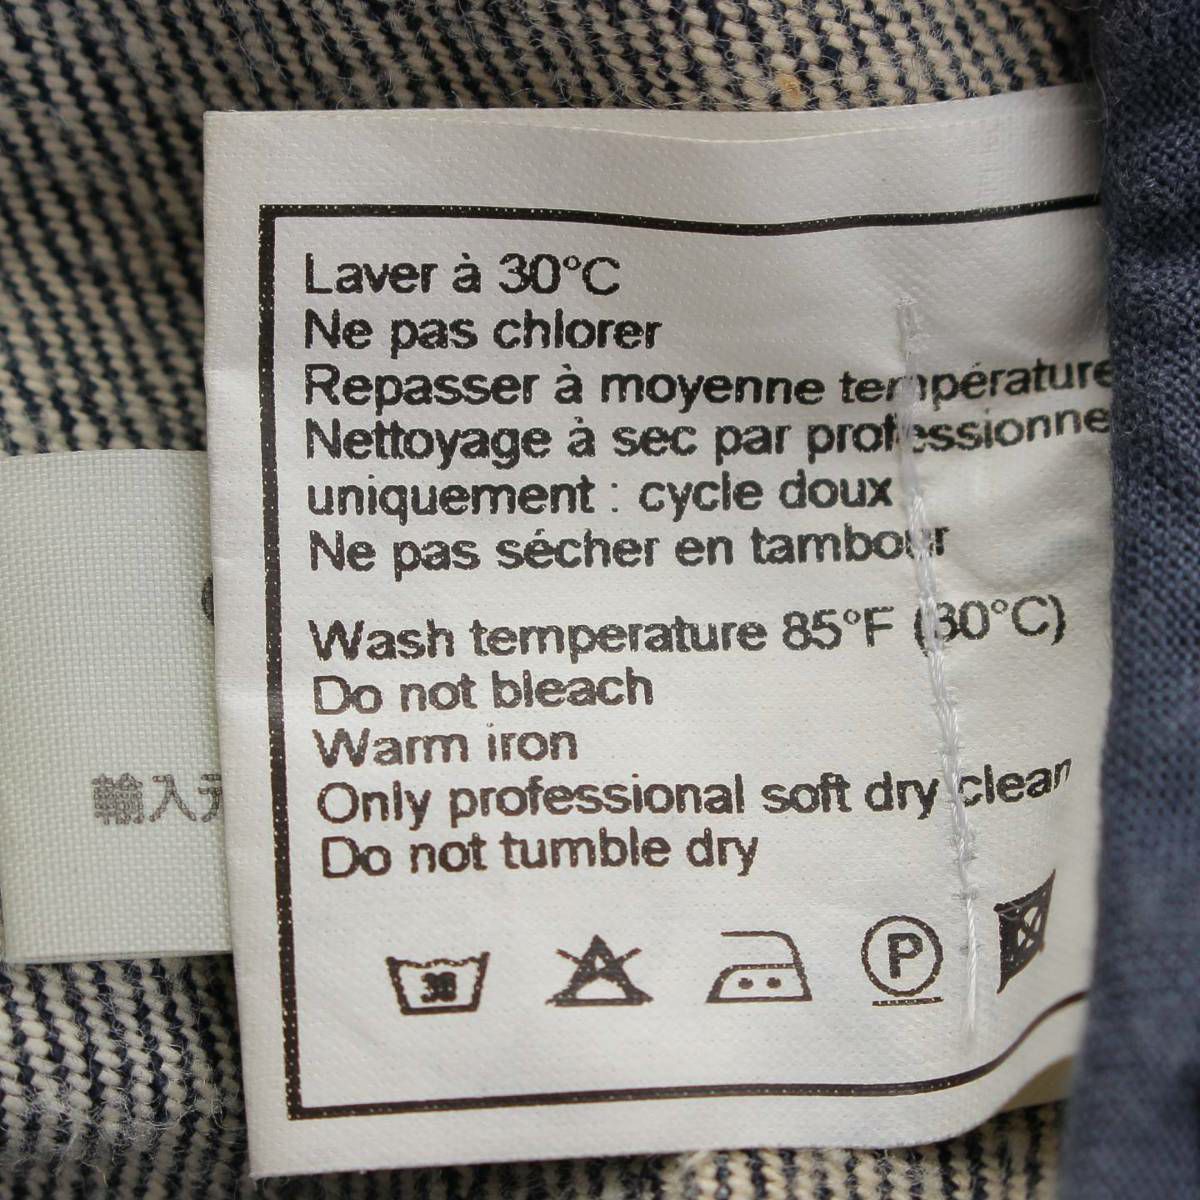 Laver à 30°C
Ne pas chlorer
Repasser à moyenne température
Nettoyage à sec par professionne
uniquement : cycle doux
Ne pas sécher en tambour
Wash temperature 85°F (30°C)
Do not bleach
Warm iron
Only professional soft dry clean
Do not tumble dry
30
P
輸入